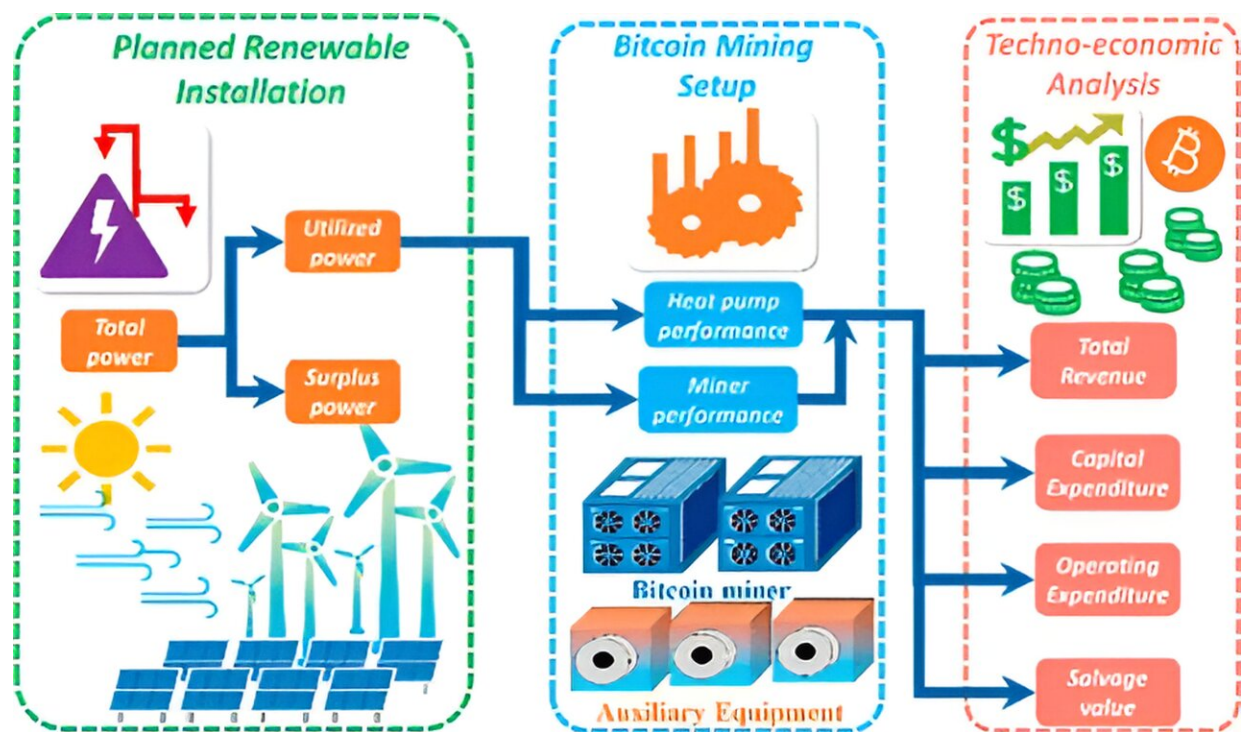 Planned Renewable
Installation
Utilized
power
Total
power
Surplus
power
Bitcoin Mining
Setup
Heat pump
performance
Miner
performance
Bitcoin miner
Auxiliary Equipment
Techno-economic
Analysis
$
$
$
$
Total
Revenue
Capital
Expenditure
Operating
Expenditure
Salvage
value